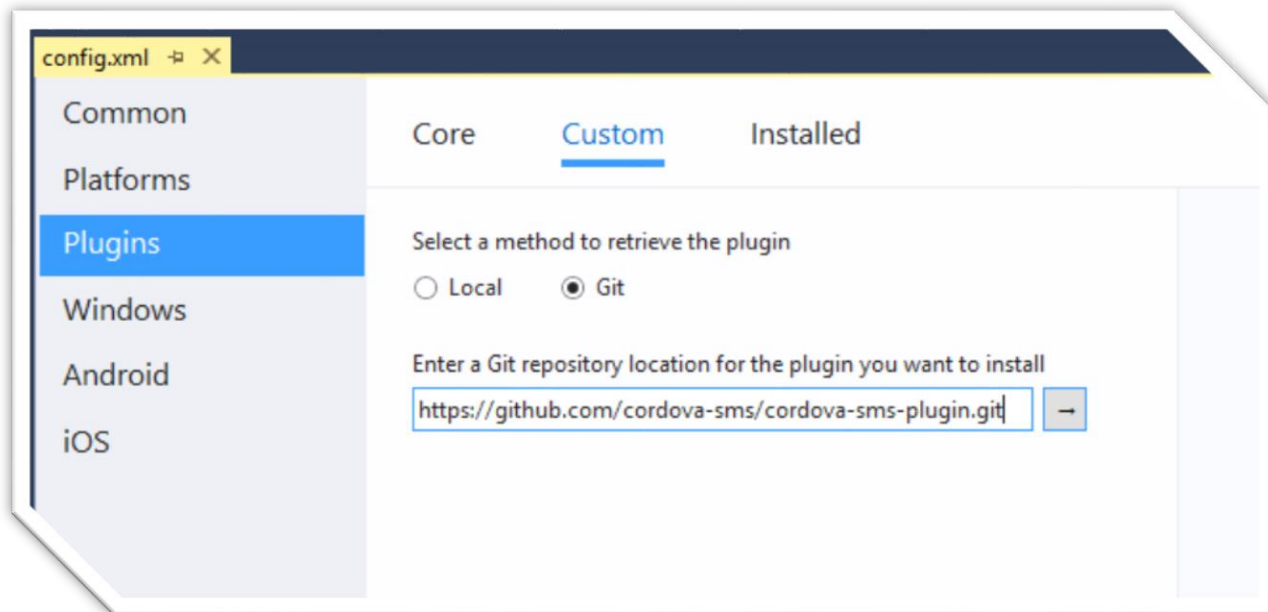 config.xml
Common
Platforms
Plugins
Windows
Android
iOS
Core Custom Installed
Select a method to retrieve the plugin
Local Git
Enter a Git repository location for the plugin you want to install
https://github.com/cordova-sms/cordova-sms-plugin.git →